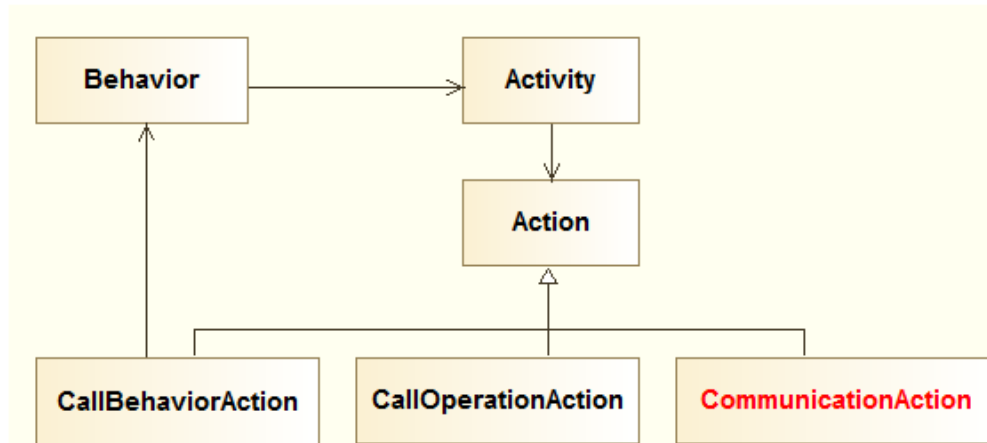 Behavior
Activity
Action
CallBehaviorAction
CallOperationAction
CommunicationAction